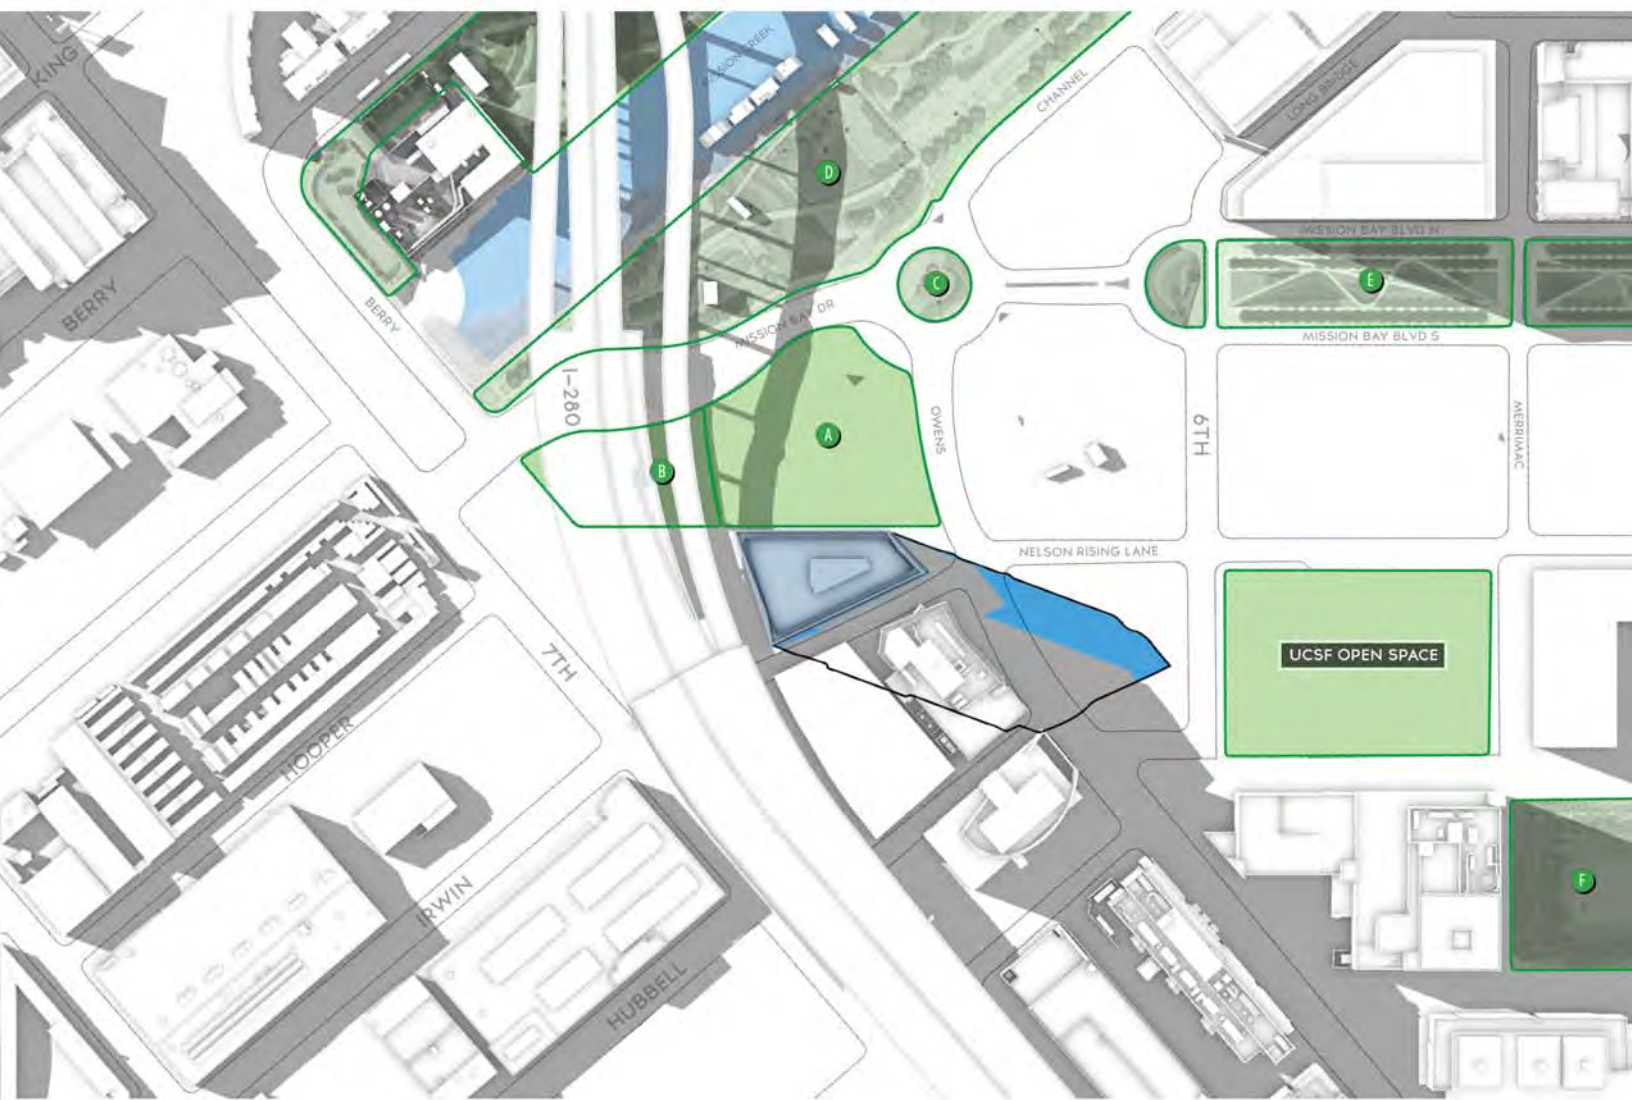 KING
MISSION CREEK
CHANNEL
LONG BRIDGE
D
MISSION BAY BLVD N
C
E
BERRY
BERRY
MISSION BAY DR
MISSION BAY BLVD S
I-280
OWENS
6TH
MERRIMAC
A
B
NELSON RISING LANE
UCSF OPEN SPACE
7TH
HOOPER
IRWIN
F
HUBBELL